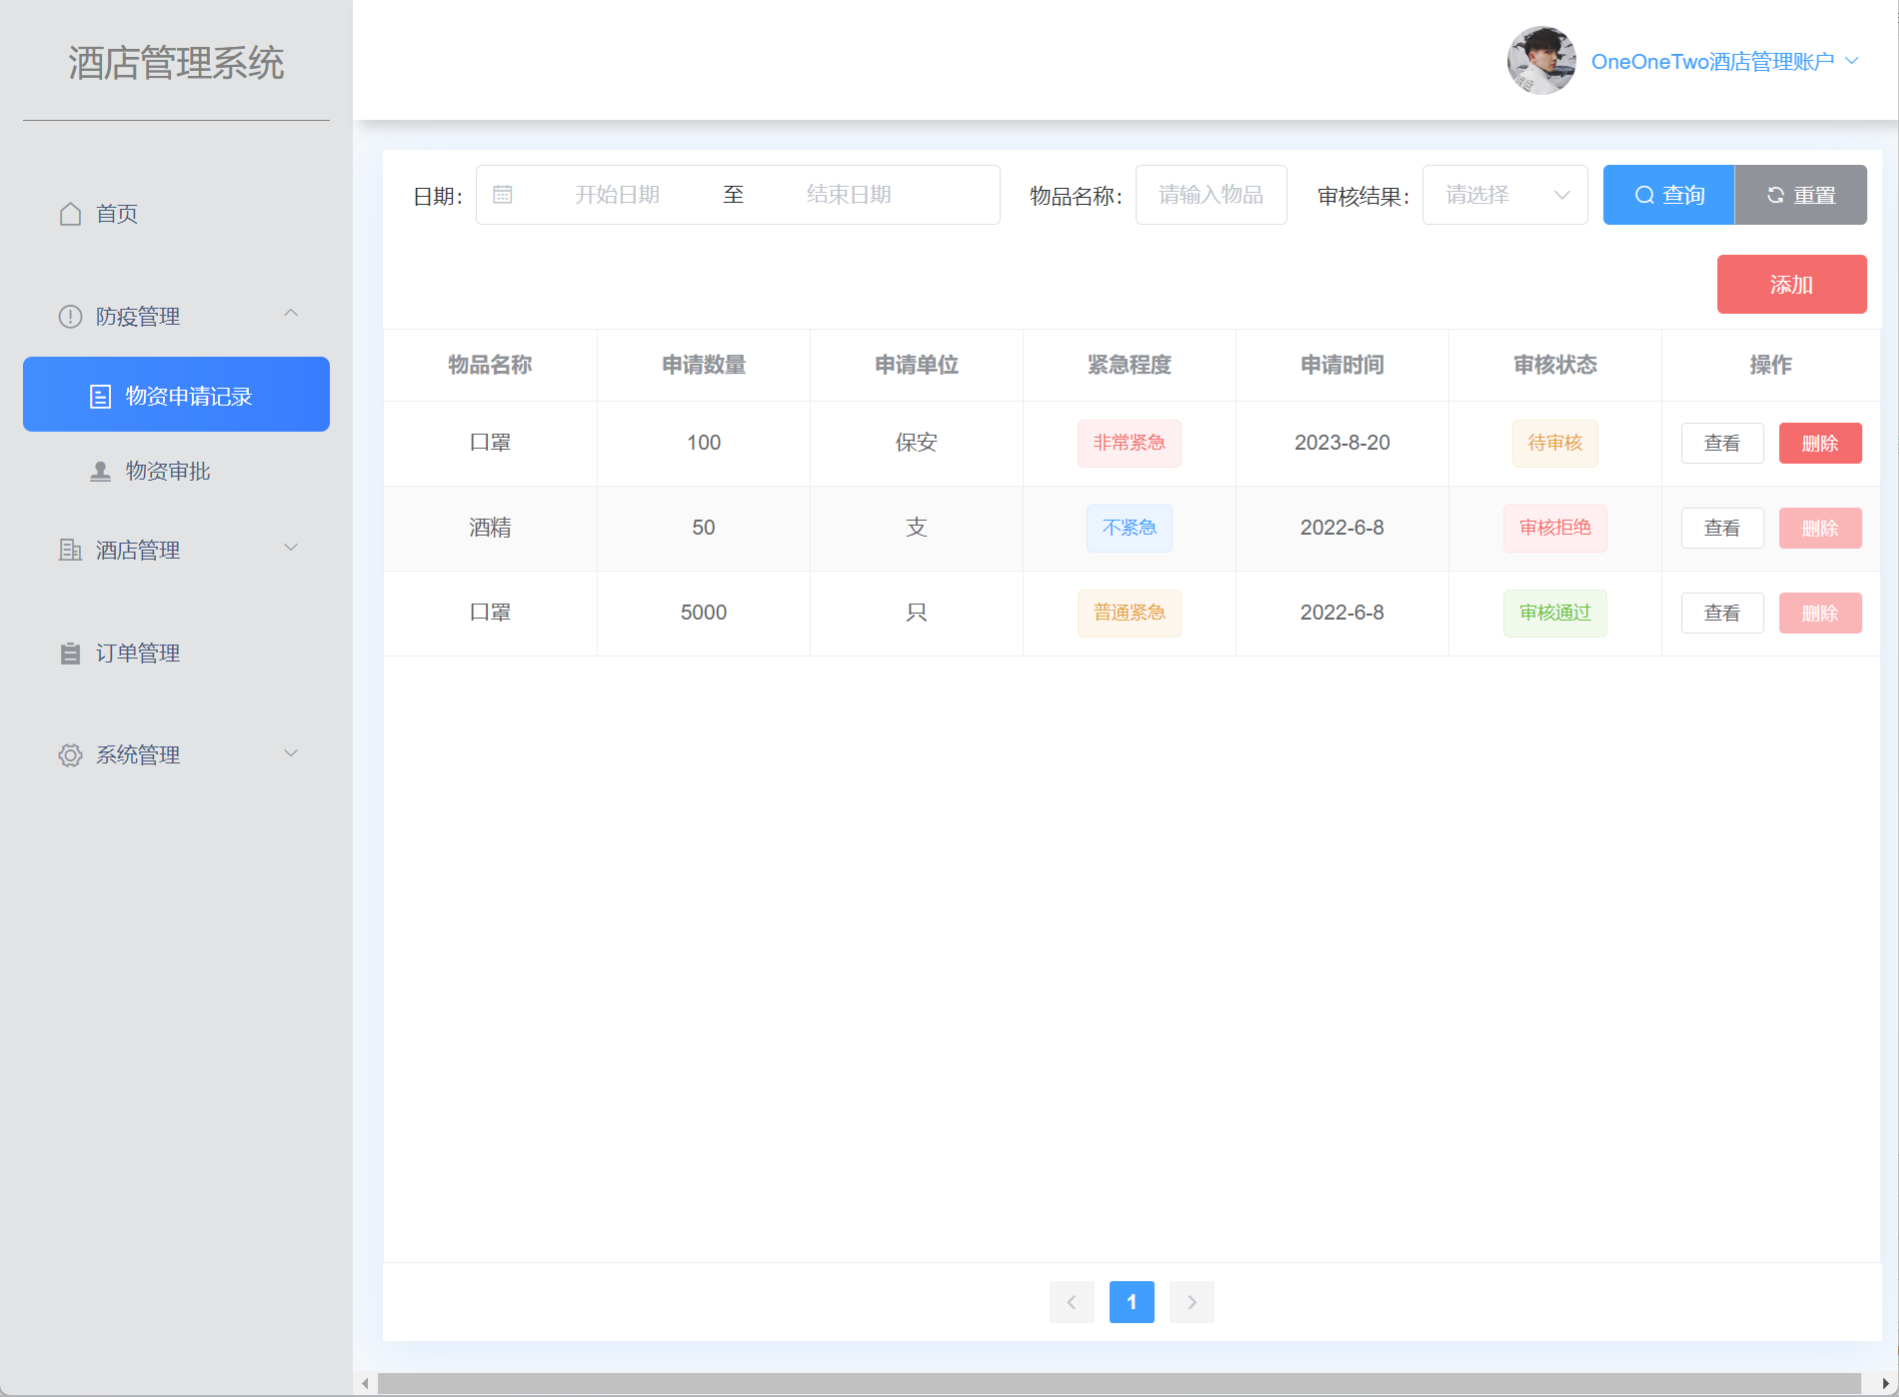 酒店管理系统
OneOneTwo酒店管理账户
首页
防疫管理
物资申请记录
物资审批
酒店管理
订单管理
系统管理
日期： 开始日期 至 结束日期 物品名称： 请输入物品 审核结果： 请选择 查询 重置
添加
物品名称 申请数量 申请单位 紧急程度 申请时间 审核状态 操作
口罩 100 保安 非常紧急 2023-8-20 待审核 查看 删除
酒精 50 支 不紧急 2022-6-8 审核拒绝 查看 删除
口罩 5000 只 普通紧急 2022-6-8 审核通过 查看 删除
1